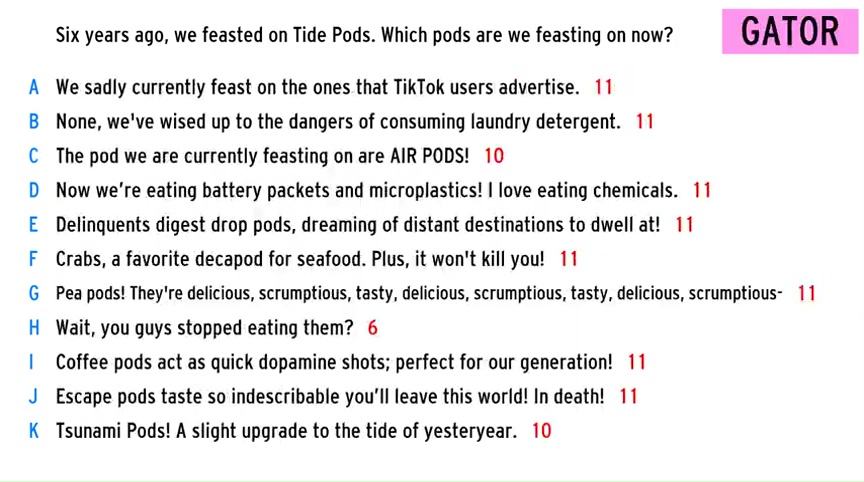 Six years ago, we feasted on Tide Pods. Which pods are we feasting on now?
GATOR
A We sadly currently feast on the ones that TikTok users advertise. 11
B None, we've wised up to the dangers of consuming laundry detergent. 11
C The pod we are currently feasting on are AIR PODS! 10
D Now we're eating battery packets and microplastics! I love eating chemicals. 11
E Delinquents digest drop pods, dreaming of distant destinations to dwell at! 11
F Crabs, a favorite decapod for seafood. Plus, it won't kill you! 11
G Pea pods! They're delicious, scrumptious, tasty, delicious, scrumptious, tasty, delicious, scrumptious- 11
H Wait, you guys stopped eating them? 6
I Coffee pods act as quick dopamine shots; perfect for our generation! 11
J Escape pods taste so indescribable you'll leave this world! In death! 11
K Tsunami Pods! A slight upgrade to the tide of yesteryear. 10